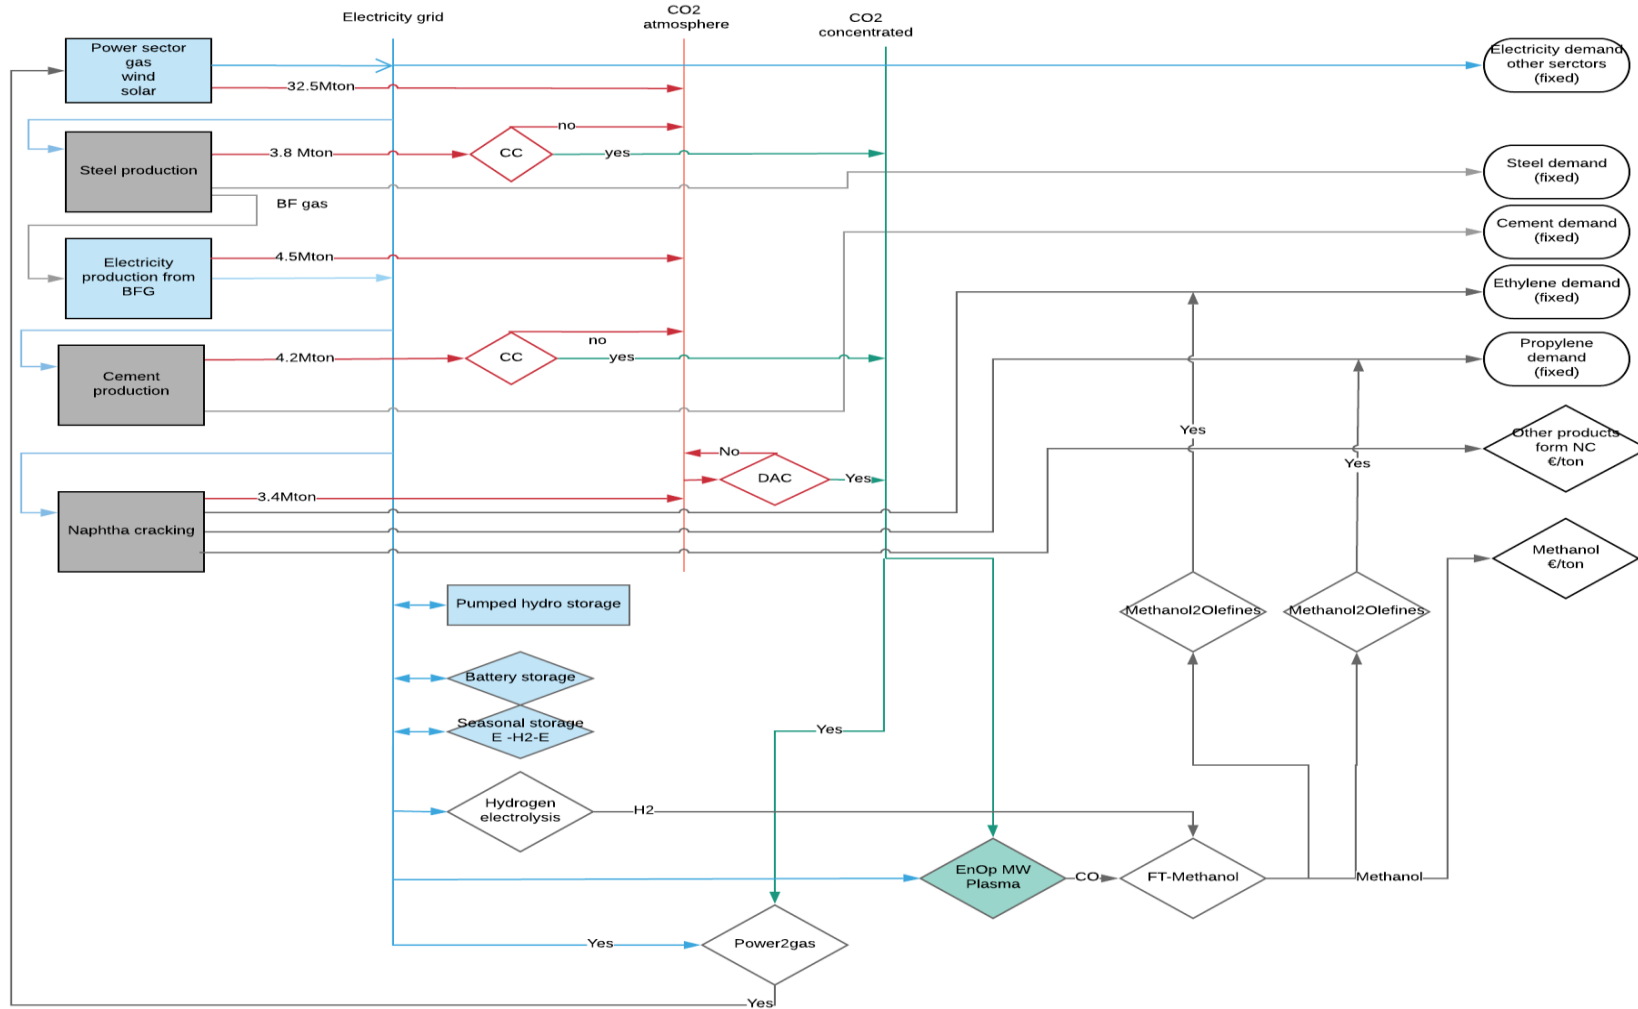 Electricity grid
CO2
atmosphere
CO2
concentrated
Power sector
gas
wind
solar
32.5Mton
Electricity demand
other serctors
(fixed)
no
Steel production
3.8 Mton
CC
yes
Steel demand
(fixed)
BF gas
Cement demand
(fixed)
Electricity
production from
BFG
4.5Mton
Ethylene demand
(fixed)
no
Cement
production
4.2Mton
CC
yes
Propylene
demand
(fixed)
Yes
Yes
Other products
form NC
€/ton
No
DAC
Yes
3.4Mton
Naphtha cracking
Methanol
€/ton
Pumped hydro storage
Methanol2Olefines
Methanol2Olefines
Battery storage
Seasonal storage
E -H2-E
Yes
Hydrogen
electrolysis
H2
EnOp MW
Plasma
CO
FT-Methanol
Methanol
Yes
Power2gas
Yes